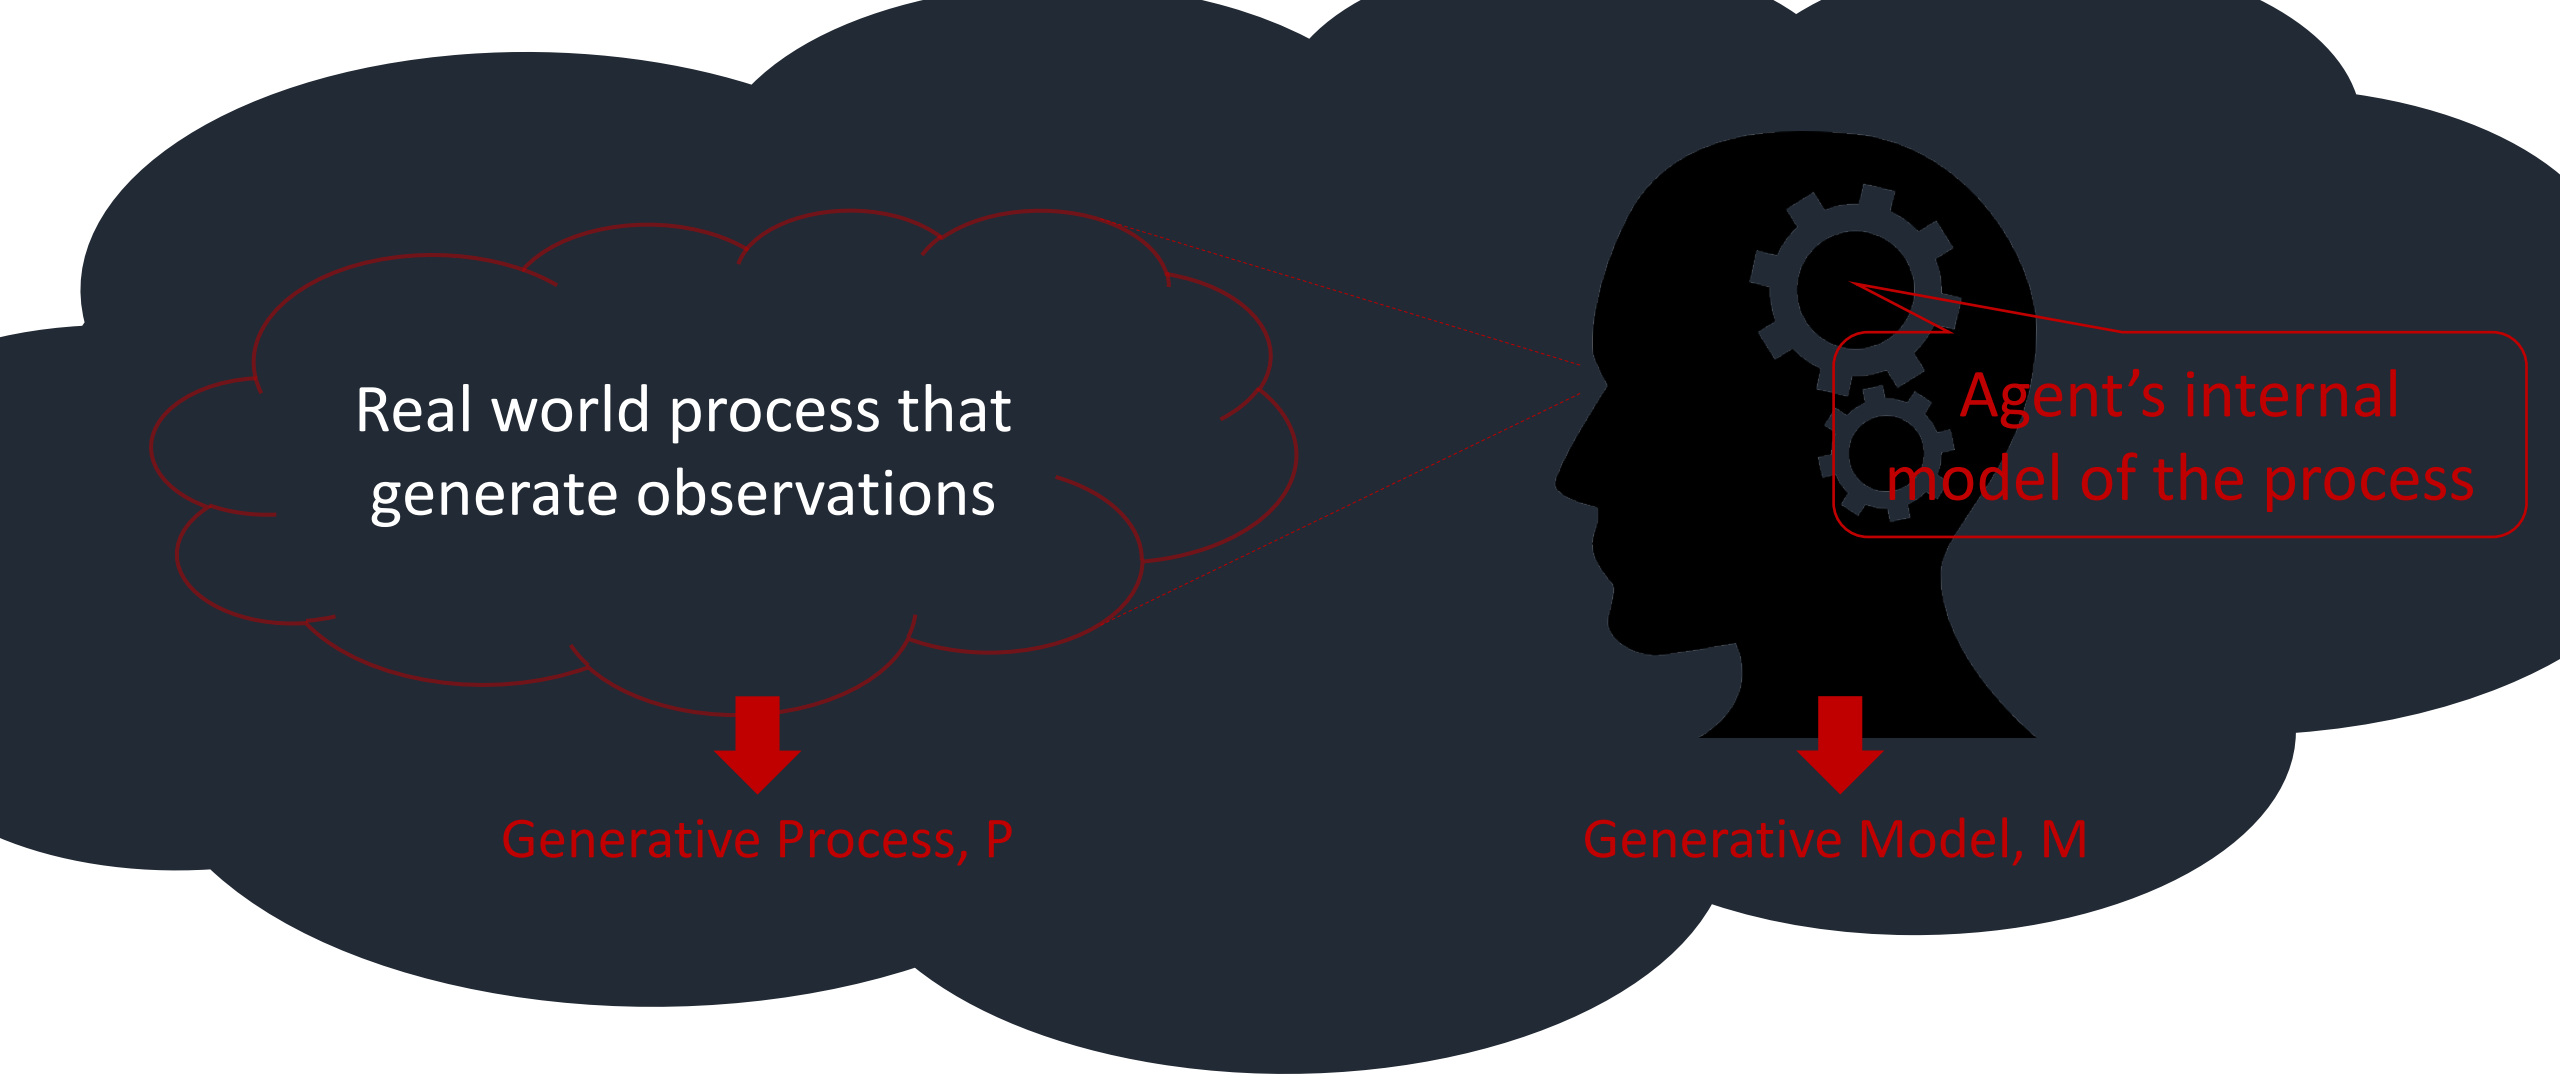 Real world process that
generate observations
Agent’s internal
model of the process
Generative Process, P
Generative Model, M